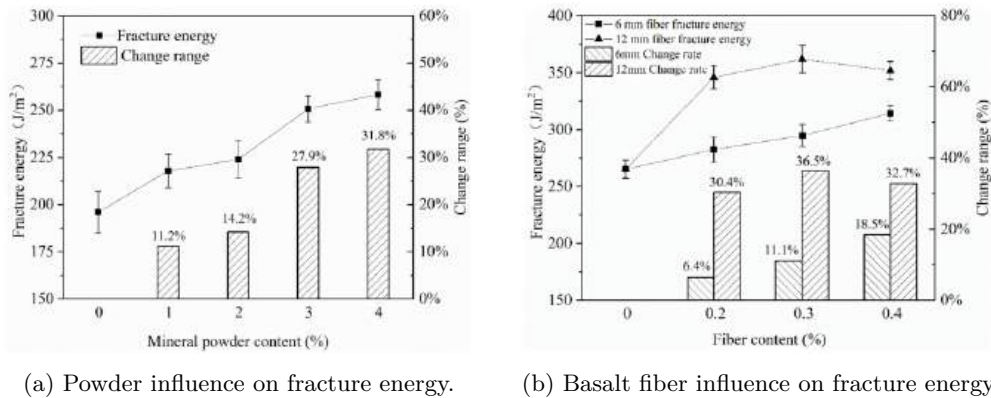 300
275
250
225
200
175
150
Fracture energy (J/m²)
60%
50%
40%
30%
20%
10%
0%
Change range (%)
Fracture energy
Change range
11.2%
14.2%
27.9%
31.8%
0 1 2 3 4
Mineral powder content (%)
(a) Powder influence on fracture energy.
400
350
300
250
200
150
Fracture energy (J/m²)
80%
60%
40%
20%
0%
Change range (%)
6 mm fiber fracture energy
12 mm fiber fracture energy
6mm Change rate
12mm Change rate
6.4%
30.4%
11.1%
36.5%
18.5%
32.7%
0 0.2 0.3 0.4
Fiber content (%)
(b) Basalt fiber influence on fracture energy